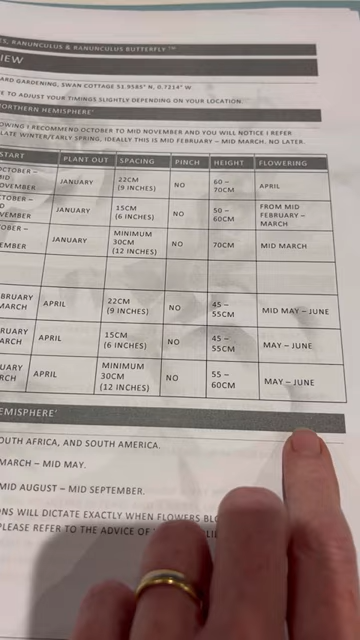 RANUNCULUS & RANUNCULUS BUTTERFLY ™
IEW
ARD GARDENING, SWAN COTTAGE 51.9585° N, 0.7214° W
E TO ADJUST YOUR TIMINGS SLIGHTLY DEPENDING ON YOUR LOCATION.
ORTHERN HEMISPHERE'
OWING I RECOMMEND OCTOBER TO MID NOVEMBER AND YOU WILL NOTICE I REFER
LATE WINTER/EARLY SPRING, IDEALLY THIS IS MID FEBRUARY – MID MARCH. NO LATER.
START PLANT OUT SPACING PINCH HEIGHT FLOWERING
OCTOBER – MID NOVEMBER JANUARY 22CM (9 INCHES) NO 60 – 70CM APRIL
CTOBER – D VEMBER JANUARY 15CM (6 INCHES) NO 50 – 60CM FROM MID FEBRUARY – MARCH
OBER – EMBER JANUARY MINIMUM 30CM (12 INCHES) NO 70CM MID MARCH
BRUARY MARCH APRIL 22CM (9 INCHES) NO 45 – 55CM MID MAY – JUNE
RUARY ARCH APRIL 15CM (6 INCHES) NO 45 – 55CM MAY – JUNE
UARY RCH APRIL MINIMUM 30CM (12 INCHES) NO 55 – 60CM MAY – JUNE
EMISPHERE'
OUTH AFRICA, AND SOUTH AMERICA.
MARCH – MID MAY.
MID AUGUST – MID SEPTEMBER.
ONS WILL DICTATE EXACTLY WHEN FLOWERS BLO
PLEASE REFER TO THE ADVICE OF